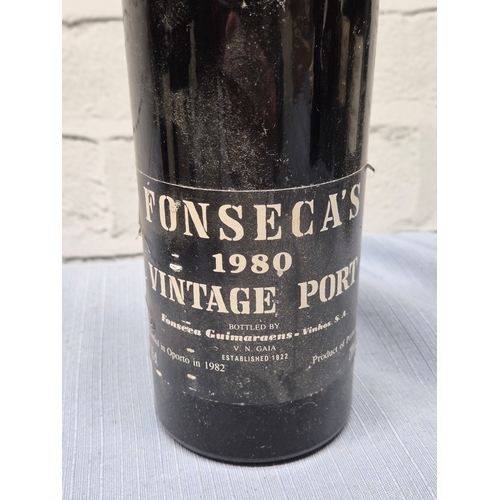 FONSECA'S
1980
VINTAGE PORT
BOTTLED BY
Fonseca Guimaraens - Vinhos. S.A.
V. N. GAIA
ESTABLISHED 1822
in Oporto in 1982
Product of